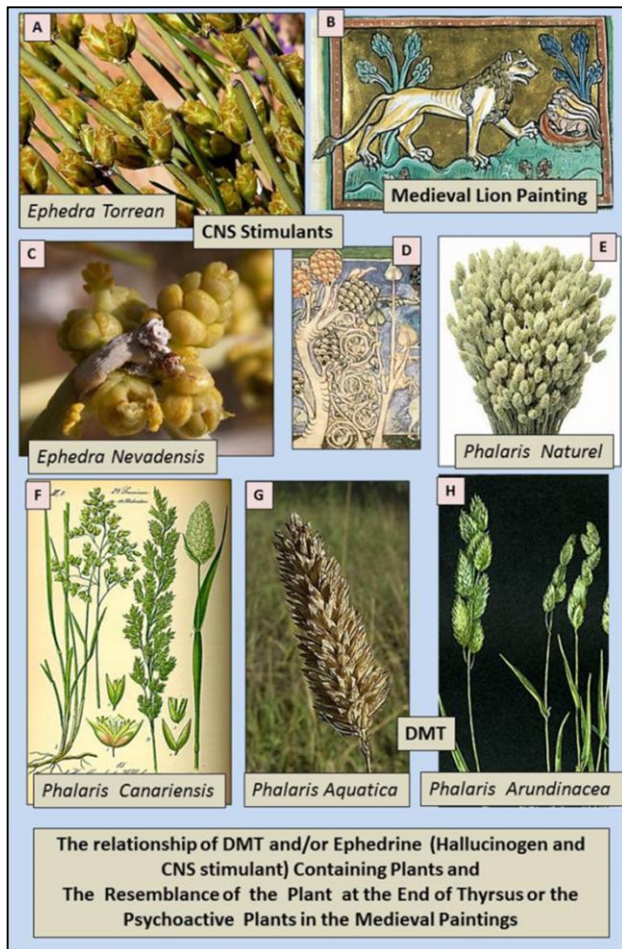 A
B
Ephedra Torrean
Medieval Lion Painting
CNS Stimulants
C
D
E
Ephedra Nevadensis
Phalaris Naturel
F
G
H
DMT
Phalaris Canariensis
Phalaris Aquatica
Phalaris Arundinacea
The relationship of DMT and/or Ephedrine (Hallucinogen and
CNS stimulant) Containing Plants and
The Resemblance of the Plant at the End of Thyrsus or the
Psychoactive Plants in the Medieval Paintings